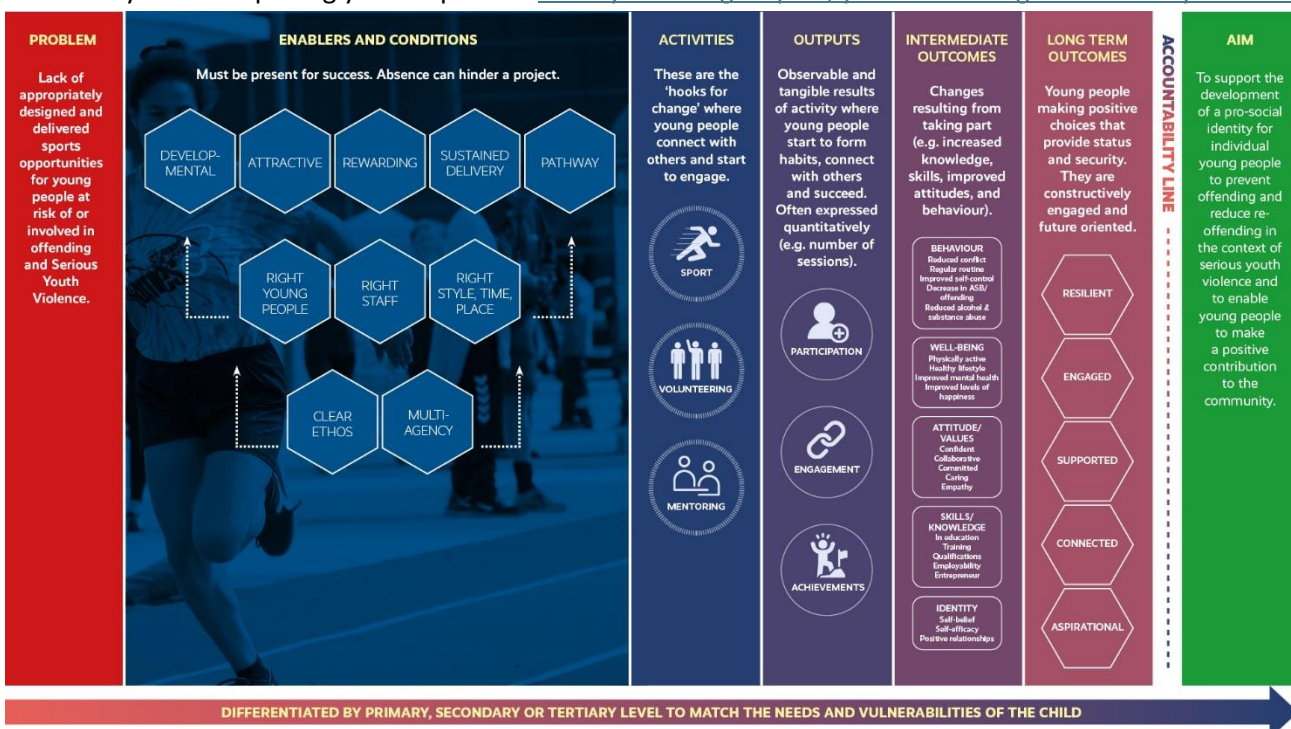 PROBLEM
Lack of
appropriately
designed and
delivered
sports
opportunities
for young
people at
risk of or
involved in
offending
and Serious
Youth
Violence.
ENABLERS AND CONDITIONS
Must be present for success. Absence can hinder a project.
DEVELOP-
MENTAL
ATTRACTIVE
REWARDING
SUSTAINED
DELIVERY
PATHWAY
RIGHT
YOUNG
PEOPLE
RIGHT
STAFF
RIGHT
STYLE, TIME,
PLACE
CLEAR
ETHOS
MULTI-
AGENCY
ACTIVITIES
These are the
‘hooks for
change’ where
young people
connect with
others and start
to engage.
SPORT
VOLUNTEERING
MENTORING
OUTPUTS
Observable and
tangible results
of activity where
young people
start to form
habits, connect
with others
and succeed.
Often expressed
quantitatively
(e.g. number of
sessions).
PARTICIPATION
ENGAGEMENT
ACHIEVEMENTS
INTERMEDIATE
OUTCOMES
Changes
resulting from
taking part
(e.g. increased
knowledge,
skills, improved
attitudes, and
behaviour).
BEHAVIOUR
Reduced conflict
Regular routine
Improved self-control
Decrease in ASB/
offending
Reduced alcohol &
substance abuse
WELL-BEING
Physically active
Healthy lifestyle
Improved mental health
Improved levels of
happiness
ATTITUDE/
VALUES
Confident
Collaborative
Committed
Caring
Empathy
SKILLS/
KNOWLEDGE
In education
Training
Qualifications
Employability
Entrepreneur
IDENTITY
Self-belief
Self-efficacy
Positive relationships
LONG TERM
OUTCOMES
Young people
making positive
choices that
provide status
and security.
They are
constructively
engaged and
future oriented.
RESILIENT
ENGAGED
SUPPORTED
CONNECTED
ASPIRATIONAL
ACCOUNTABILITY LINE
AIM
To support the
development
of a pro-social
identity for
individual
young people
to prevent
offending and
reduce re-
offending in
the context of
serious youth
violence and
to enable
young people
to make
a positive
contribution
to the
community.
DIFFERENTIATED BY PRIMARY, SECONDARY OR TERTIARY LEVEL TO MATCH THE NEEDS AND VULNERABILITIES OF THE CHILD